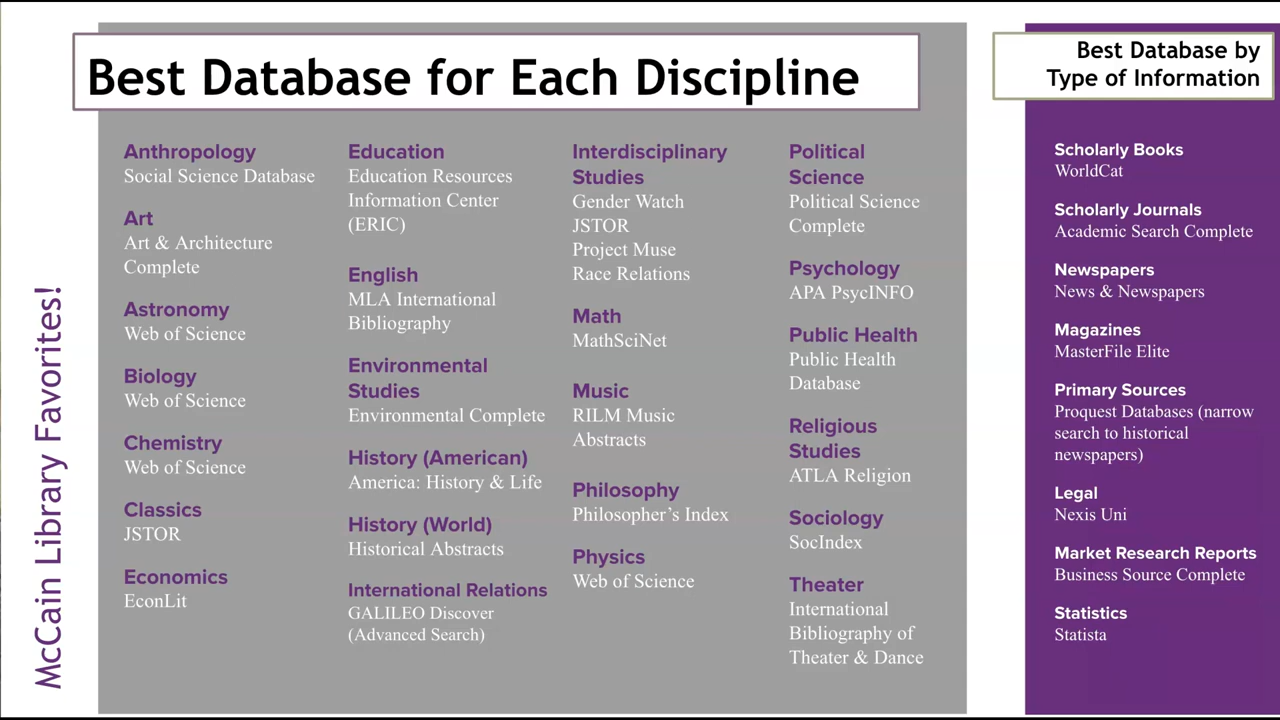 McCain Library Favorites!
Best Database for Each Discipline
Anthropology
Social Science Database
Art
Art & Architecture
Complete
Astronomy
Web of Science
Biology
Web of Science
Chemistry
Web of Science
Classics
JSTOR
Economics
EconLit
Education
Education Resources
Information Center
(ERIC)
English
MLA International
Bibliography
Environmental
Studies
Environmental Complete
History (American)
America: History & Life
History (World)
Historical Abstracts
International Relations
GALILEO Discover
(Advanced Search)
Interdisciplinary
Studies
Gender Watch
JSTOR
Project Muse
Race Relations
Math
MathSciNet
Music
RILM Music
Abstracts
Philosophy
Philosopher’s Index
Physics
Web of Science
Political
Science
Political Science
Complete
Psychology
APA PsycINFO
Public Health
Public Health
Database
Religious
Studies
ATLA Religion
Sociology
SocIndex
Theater
International
Bibliography of
Theater & Dance
Best Database by
Type of Information
Scholarly Books
WorldCat
Scholarly Journals
Academic Search Complete
Newspapers
News & Newspapers
Magazines
MasterFile Elite
Primary Sources
Proquest Databases (narrow
search to historical
newspapers)
Legal
Nexis Uni
Market Research Reports
Business Source Complete
Statistics
Statista